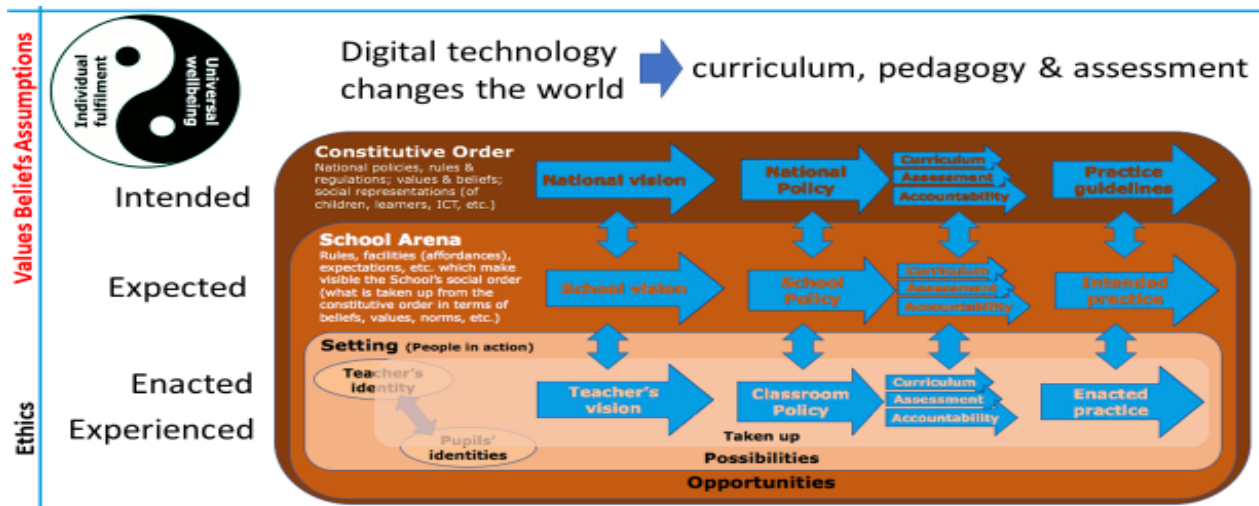 Values Beliefs Assumptions
Ethics
Individual
fulfilment
Universal
wellbeing
Digital technology
changes the world
curriculum, pedagogy & assessment
Intended
Expected
Enacted
Experienced
Constitutive Order
National policies, rules &
regulations; values & beliefs;
social representations (of
children, learners, ICT, etc.)
National vision
National
Policy
Curriculum
Assessment
Accountability
Practice
guidelines
School Arena
Rules, facilities (affordances),
expectations, etc. which make
visible the School's social order
(what is taken up from the
constitutive order in terms of
beliefs, values, norms, etc.)
School vision
School
Policy
Curriculum
Assessment
Accountability
Intended
practice
Setting (People in action)
Teacher's
identity
Pupils'
identities
Teacher's
vision
Classroom
Policy
Curriculum
Assessment
Accountability
Enacted
practice
Taken up
Possibilities
Opportunities